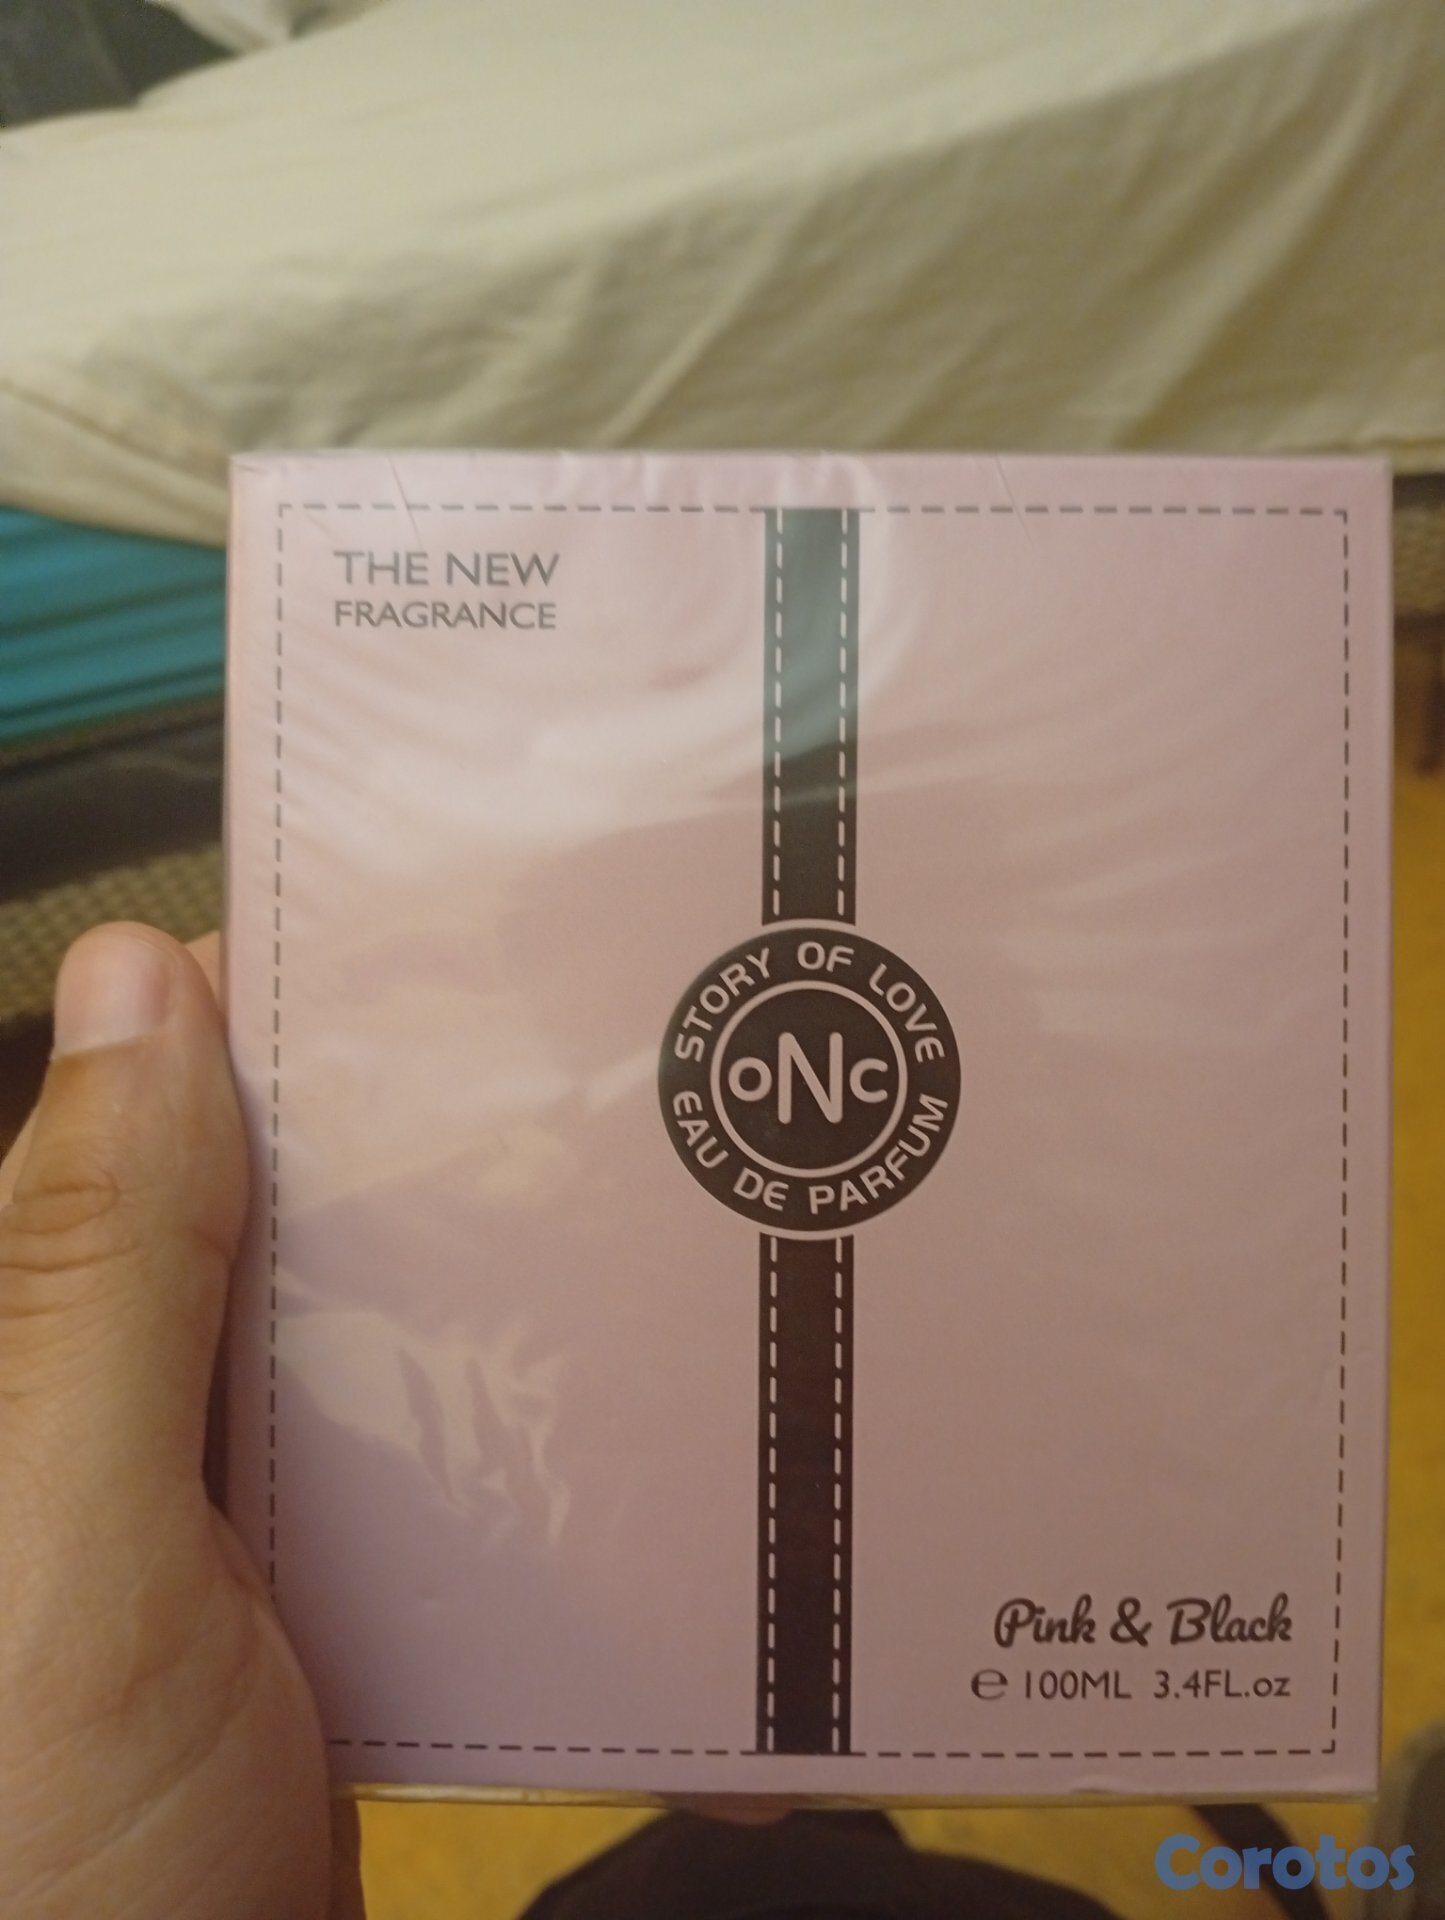 THE NEW
FRAGRANCE
STORY OF LOVE
oNc
EAU DE PARFUM
Pink & Black
℮ 100ML 3.4FL.oz
Corotos